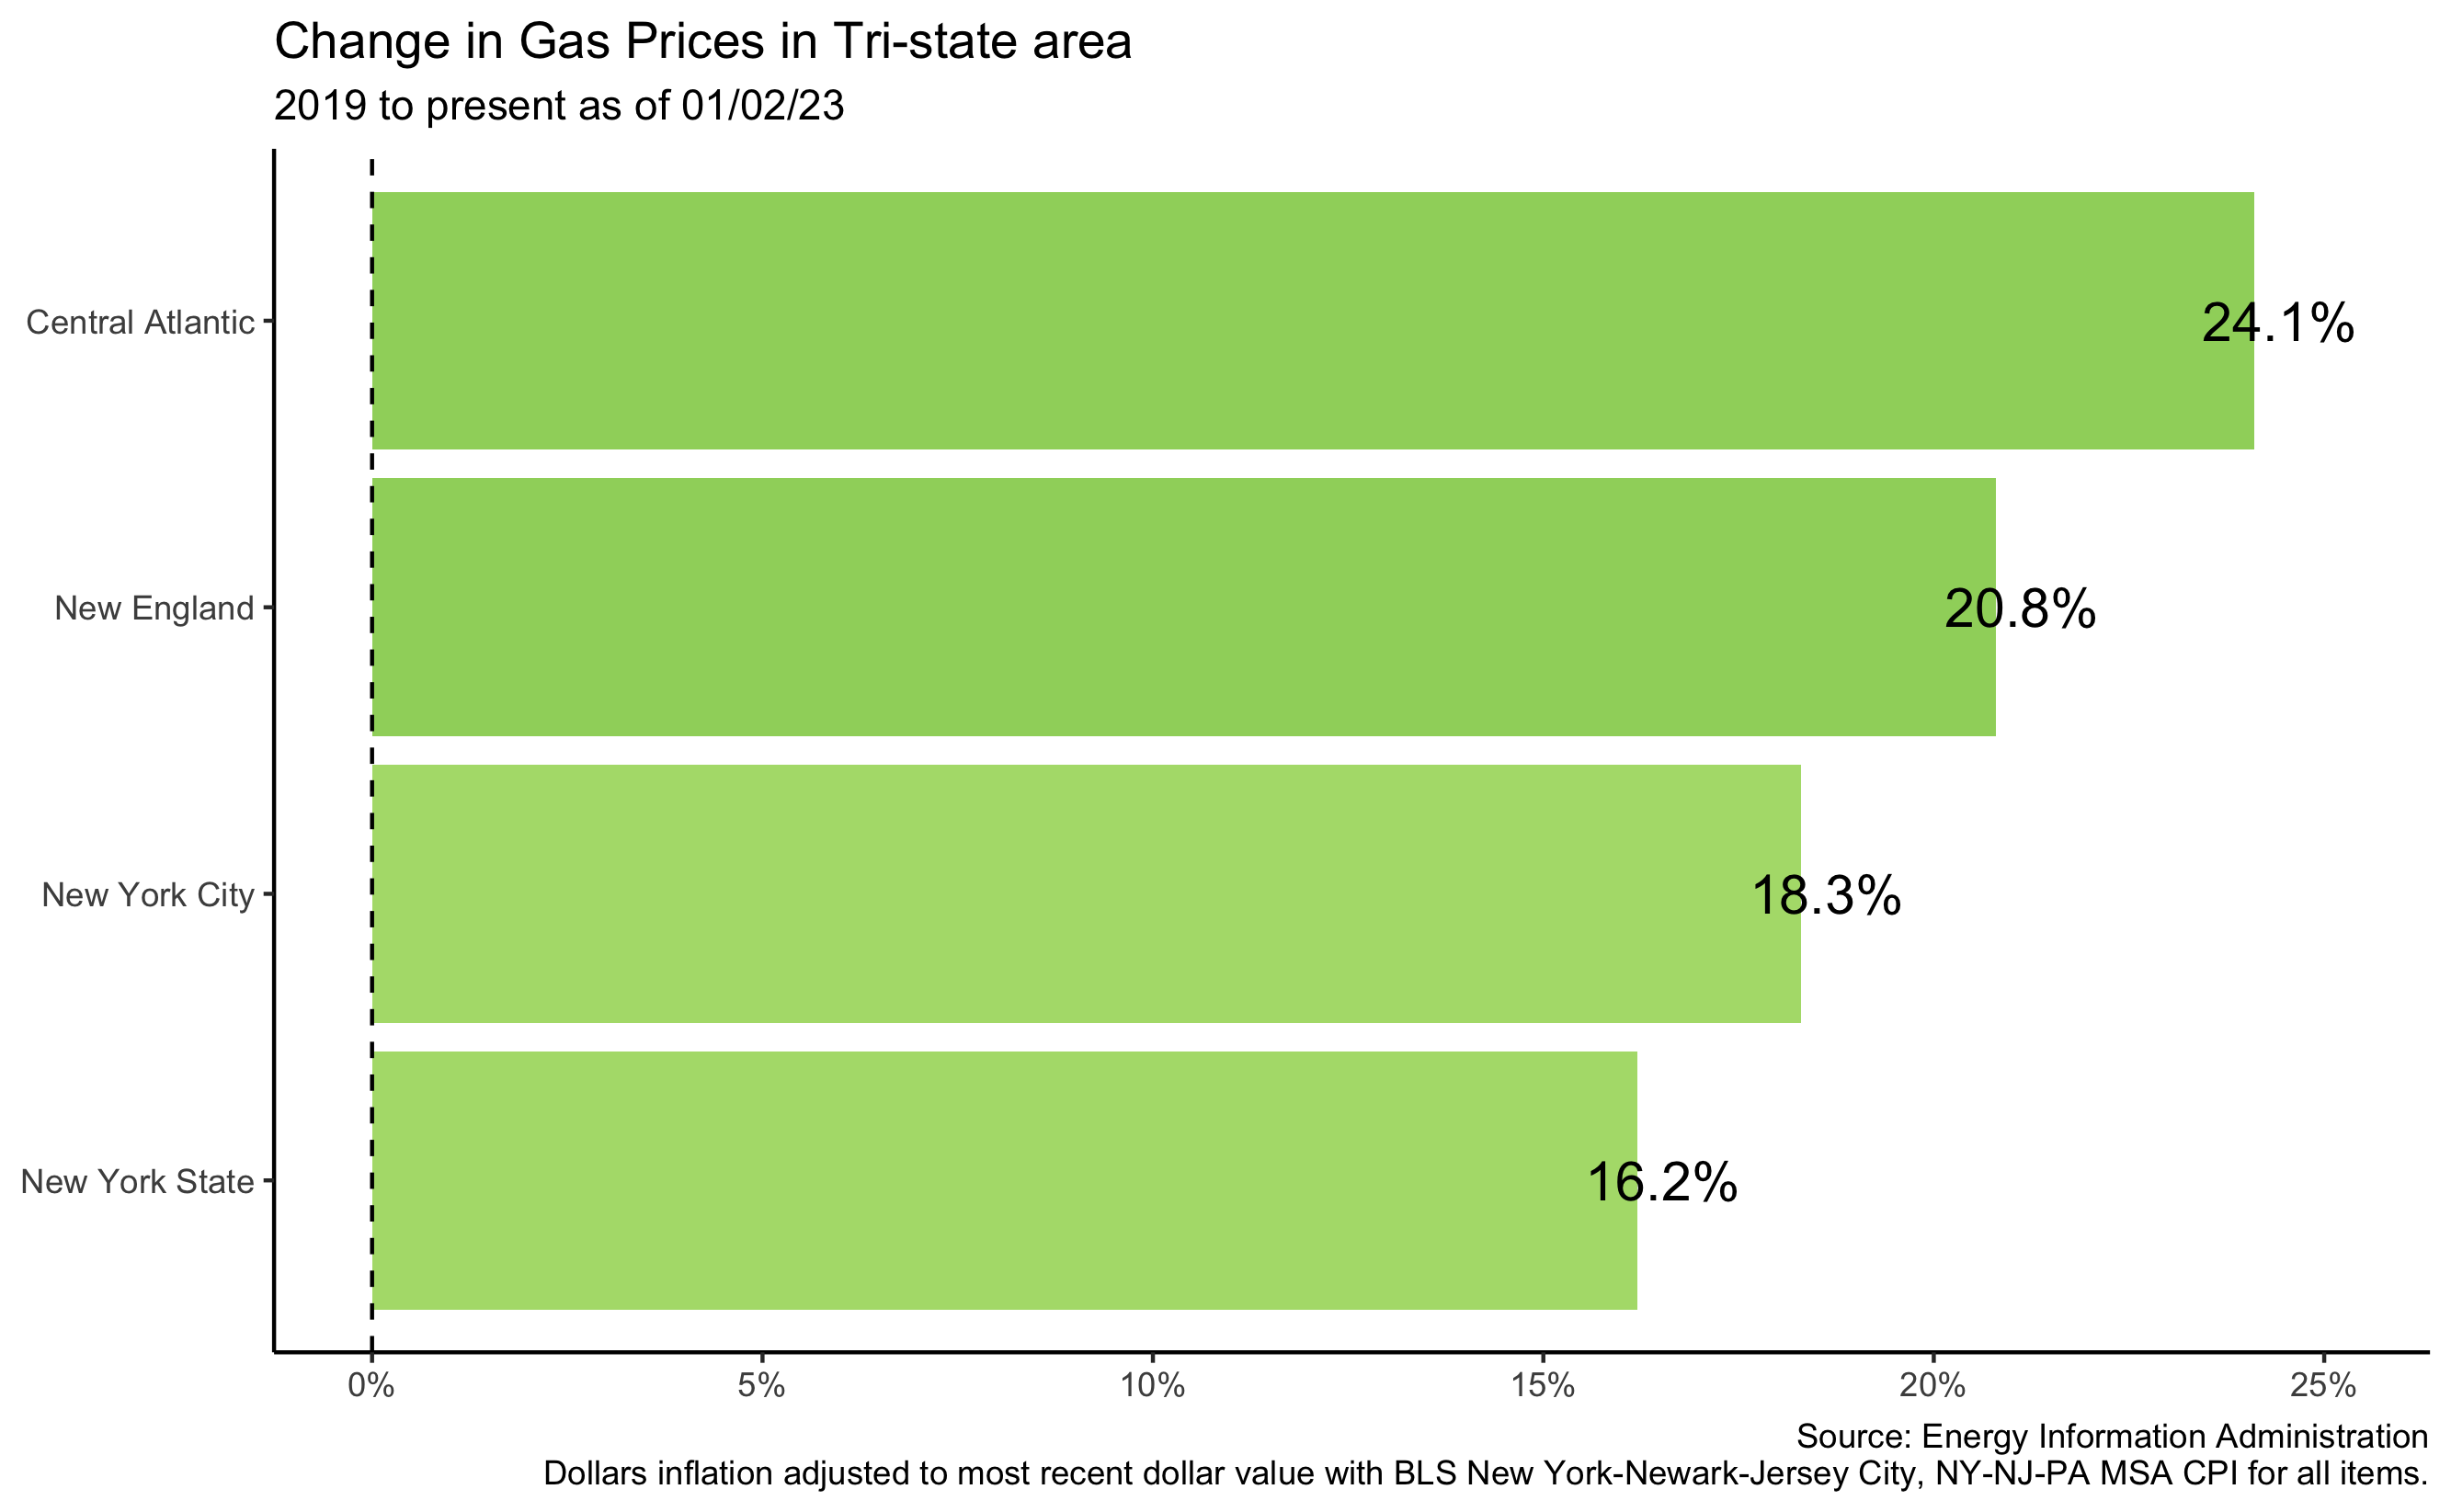 Change in Gas Prices in Tri-state area
2019 to present as of 01/02/23
Central Atlantic
24.1%
New England
20.8%
New York City
18.3%
New York State
16.2%
0% 5% 10% 15% 20% 25%
Source: Energy Information Administration
Dollars inflation adjusted to most recent dollar value with BLS New York-Newark-Jersey City, NY-NJ-PA MSA CPI for all items.